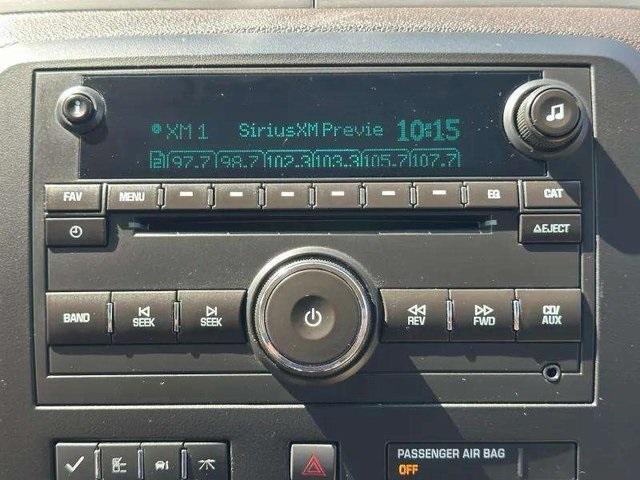 XM 1 SiriusXM Previe 10:15
2 97.7 98.7 102.3 103.3 105.7 107.7
FAV MENU EQ CAT
△EJECT
BAND SEEK SEEK REV FWD CD/AUX
PASSENGER AIR BAG
OFF